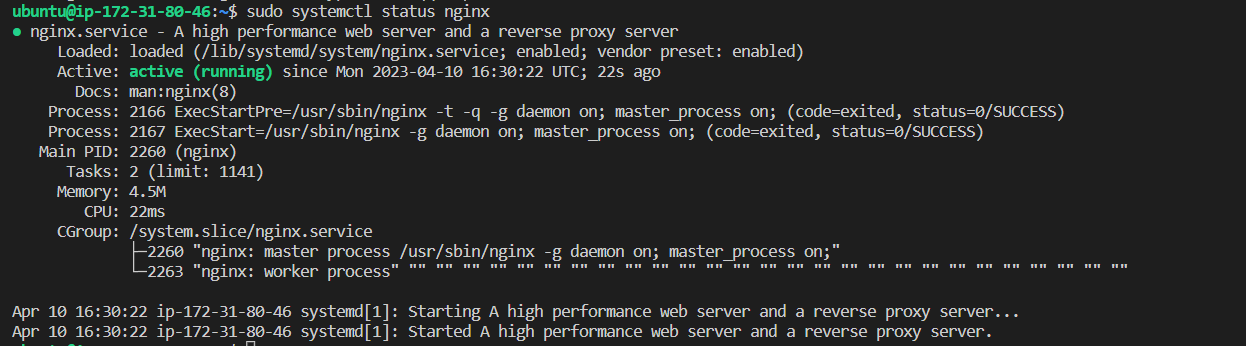 ubuntu@ip-172-31-80-46:~$ sudo systemctl status nginx
● nginx.service - A high performance web server and a reverse proxy server
     Loaded: loaded (/lib/systemd/system/nginx.service; enabled; vendor preset: enabled)
     Active: active (running) since Mon 2023-04-10 16:30:22 UTC; 22s ago
       Docs: man:nginx(8)
    Process: 2166 ExecStartPre=/usr/sbin/nginx -t -q -g daemon on; master_process on; (code=exited, status=0/SUCCESS)
    Process: 2167 ExecStart=/usr/sbin/nginx -g daemon on; master_process on; (code=exited, status=0/SUCCESS)
   Main PID: 2260 (nginx)
      Tasks: 2 (limit: 1141)
     Memory: 4.5M
        CPU: 22ms
     CGroup: /system.slice/nginx.service
             ├─2260 "nginx: master process /usr/sbin/nginx -g daemon on; master_process on;"
             └─2263 "nginx: worker process" "" "" "" "" "" "" "" "" "" "" "" "" "" "" "" "" "" "" "" "" "" "" "" "" "" "" ""

Apr 10 16:30:22 ip-172-31-80-46 systemd[1]: Starting A high performance web server and a reverse proxy server...
Apr 10 16:30:22 ip-172-31-80-46 systemd[1]: Started A high performance web server and a reverse proxy server.